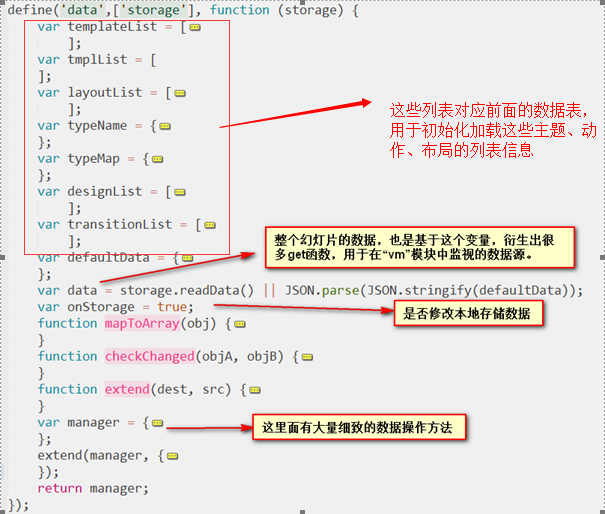 define('data',['storage'], function (storage) {
var templateList = [
];
var tmplList = [
];
var layoutList = [
];
var typeName = {
};
var typeMap = {
};
var designList = [
];
var transitionList = [
];
var defaultData = {
};
var data = storage.readData() || JSON.parse(JSON.stringify(defaultData));
var onStorage = true;
function mapToArray(obj) {
}
function checkChanged(objA, objB) {
}
function extend(dest, src) {
}
var manager = {
};
extend(manager, {
});
return manager;
});
这些列表对应前面的数据表，
用于初始化加载这些主题、动
作、布局的列表信息
整个幻灯片的数据，也是基于这个变量，衍生出很
多get函数，用于在“vm”模块中监视的数据源。
是否修改本地存储数据
这里面有大量细致的数据操作方法